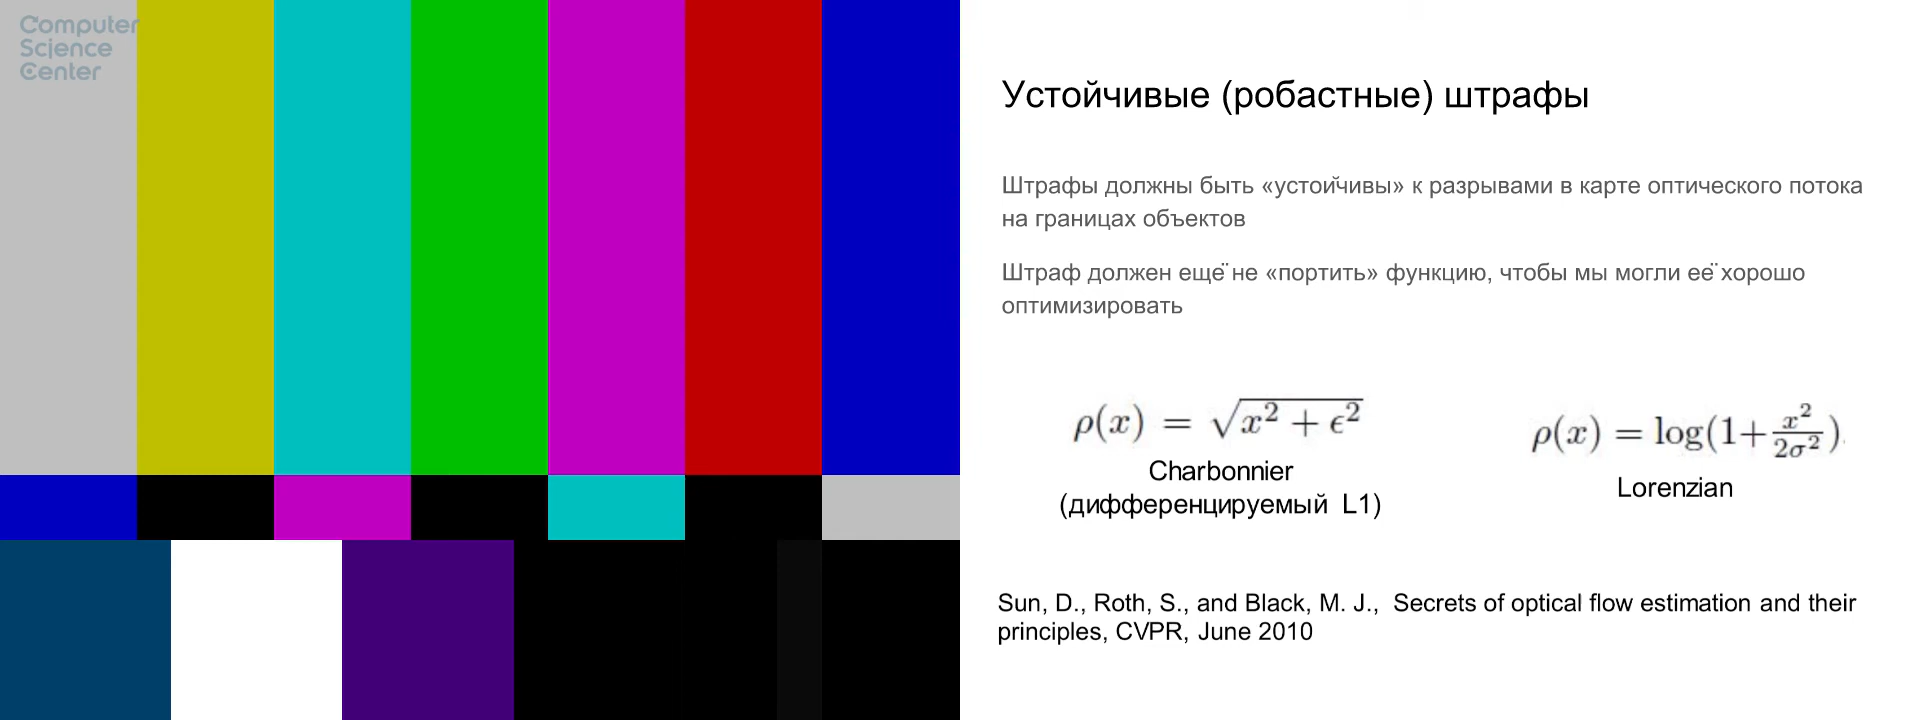 Computer
Science
Center
Устойчивые (робастные) штрафы
Штрафы должны быть «устойчивы» к разрывами в карте оптического потока
на границах объектов
Штраф должен ещё не «портить» функцию, чтобы мы могли её хорошо
оптимизировать
ρ(x) = √(x² + ϵ²)
Charbonnier
(дифференцируемый L1)
ρ(x) = log(1+x²/2σ²)
Lorenzian
Sun, D., Roth, S., and Black, M. J., Secrets of optical flow estimation and their
principles, CVPR, June 2010